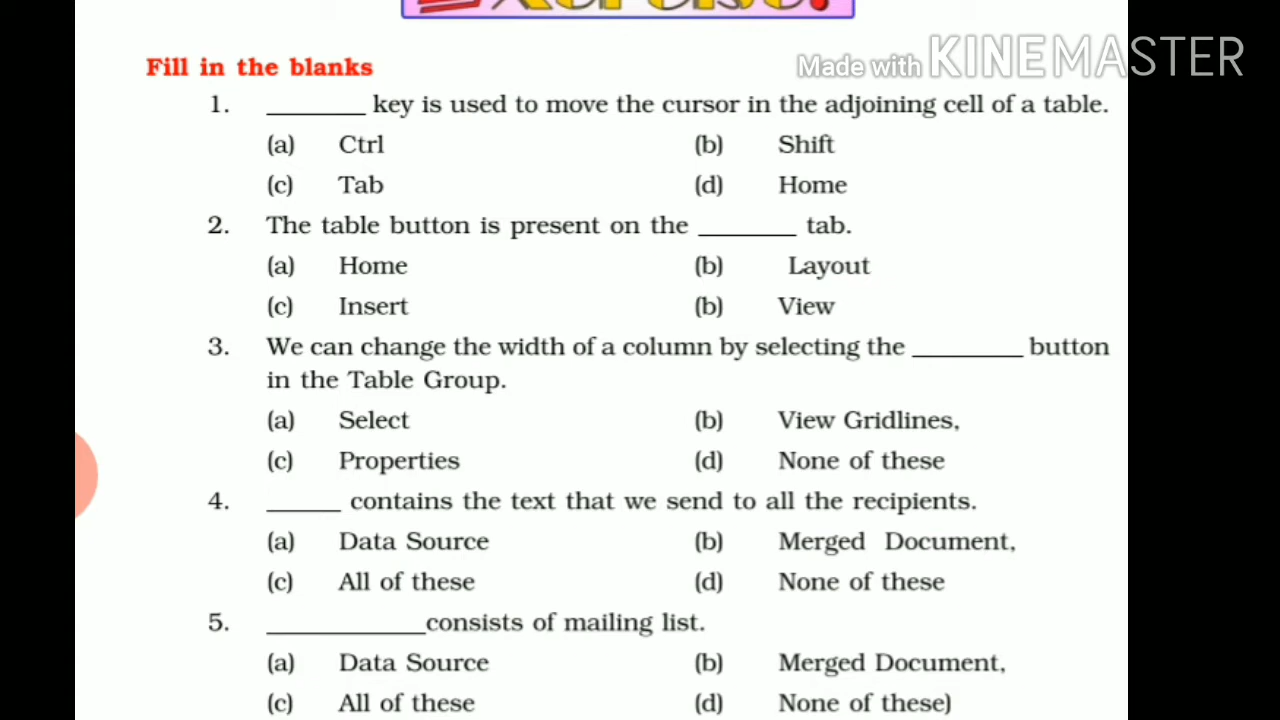 Made with KINEMASTER
Fill in the blanks
1. ________ key is used to move the cursor in the adjoining cell of a table.
(a) Ctrl (b) Shift
(c) Tab (d) Home
2. The table button is present on the ________ tab.
(a) Home (b) Layout
(c) Insert (b) View
3. We can change the width of a column by selecting the _________ button
in the Table Group.
(a) Select (b) View Gridlines,
(c) Properties (d) None of these
4. ______ contains the text that we send to all the recipients.
(a) Data Source (b) Merged Document,
(c) All of these (d) None of these
5. _____________consists of mailing list.
(a) Data Source (b) Merged Document,
(c) All of these (d) None of these)